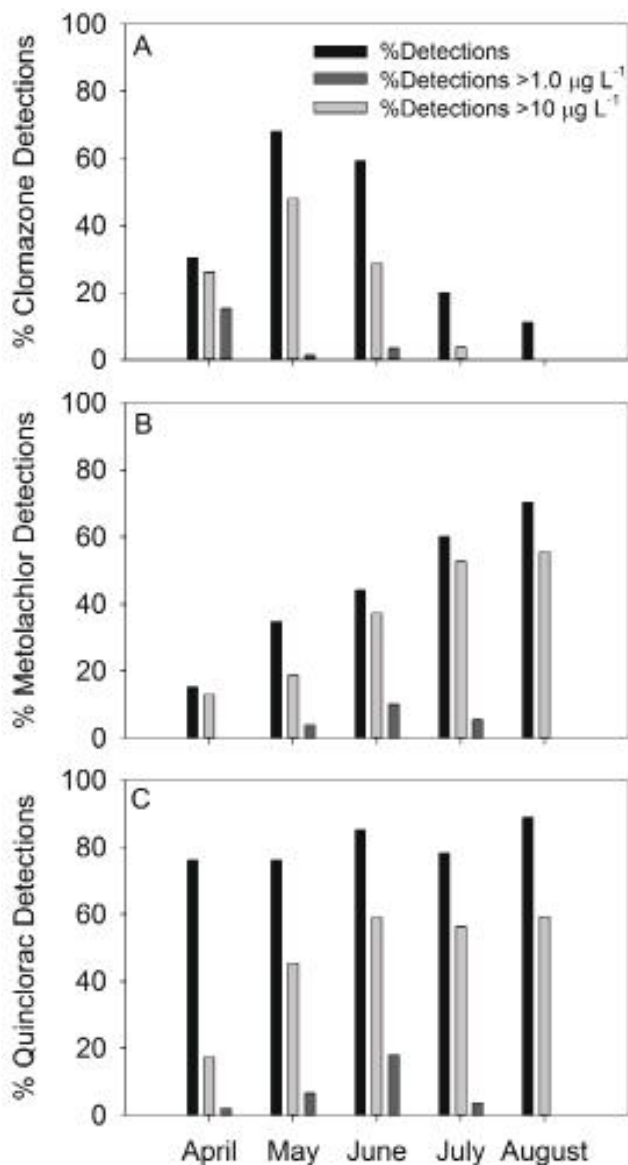 % Clomazone Detections
100
80
60
40
20
0
A
%Detections
%Detections >1.0 µg L⁻¹
%Detections >10 µg L⁻¹
% Metolachlor Detections
100
80
60
40
20
0
B
% Quinclorac Detections
100
80
60
40
20
0
C
April May June July August